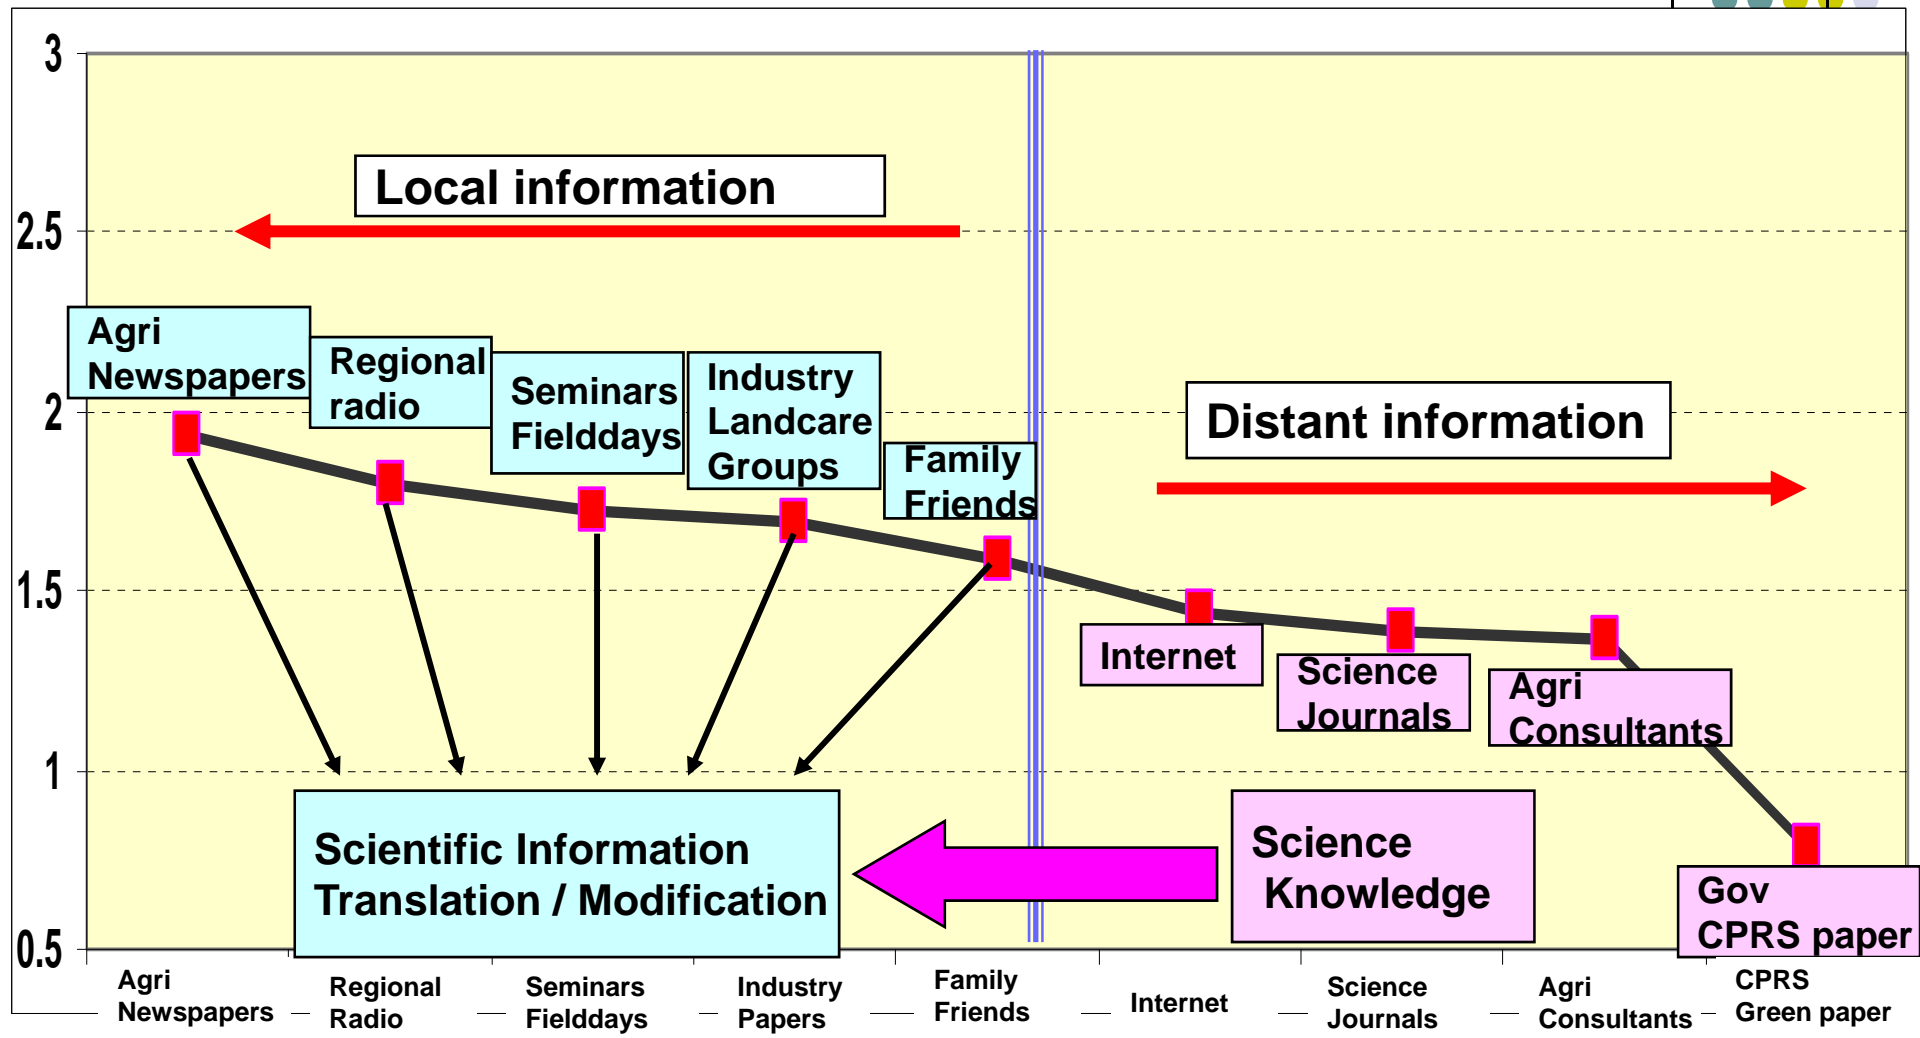 3
2.5
2
1.5
1
0.5
Local information
Agri
Newspapers
Regional
radio
Seminars
Fielddays
Industry
Landcare
Groups
Family
Friends
Distant information
Internet
Science
Journals
Agri
Consultants
Gov
CPRS paper
Scientific Information
Translation / Modification
Science
Knowledge
Agri
Newspapers
Regional
Radio
Seminars
Fielddays
Industry
Papers
Family
Friends
Internet
Science
Journals
Agri
Consultants
CPRS
Green paper